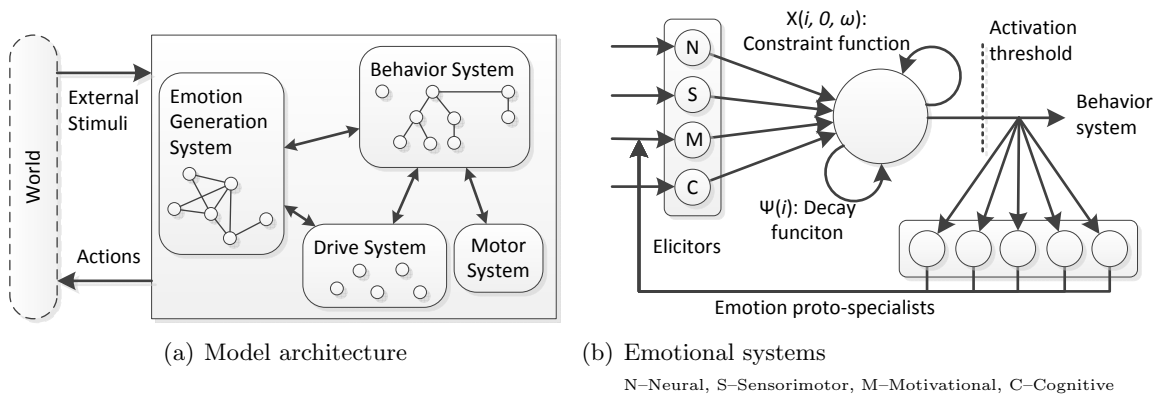 World
External
Stimuli
Actions
Emotion
Generation
System
Behavior System
Drive System
Motor
System
(a) Model architecture
N
S
M
C
Elicitors
X(i, 0, ω):
Constraint function
Ψ(i): Decay
funciton
Activation
threshold
Behavior
system
Emotion proto-specialists
(b) Emotional systems
N–Neural, S–Sensorimotor, M–Motivational, C–Cognitive